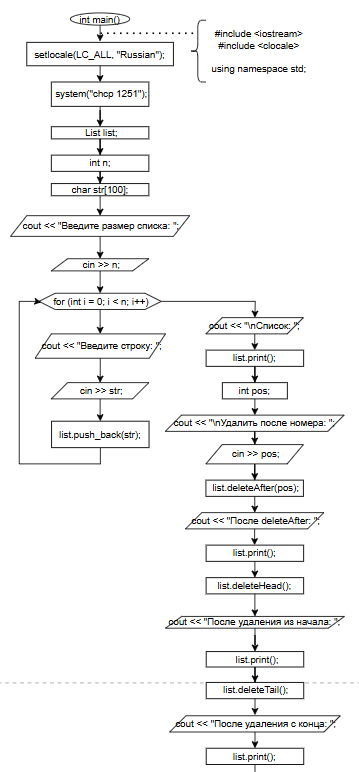 int main()
#include <iostream>
#include <clocale>
using namespace std;
setlocale(LC_ALL, "Russian");
system("chcp 1251");
List list;
int n;
char str[100];
cout << "Введите размер списка: ";
cin >> n;
for (int i = 0; i < n; i++)
cout << "Введите строку: ";
cin >> str;
list.push_back(str);
cout << "\nСписок: ";
list.print();
int pos;
cout << "\nУдалить после номера: ";
cin >> pos;
list.deleteAfter(pos);
cout << "После deleteAfter: ";
list.print();
list.deleteHead();
cout << "После удаления из начала: ";
list.print();
list.deleteTail();
cout << "После удаления с конца: ";
list.print();